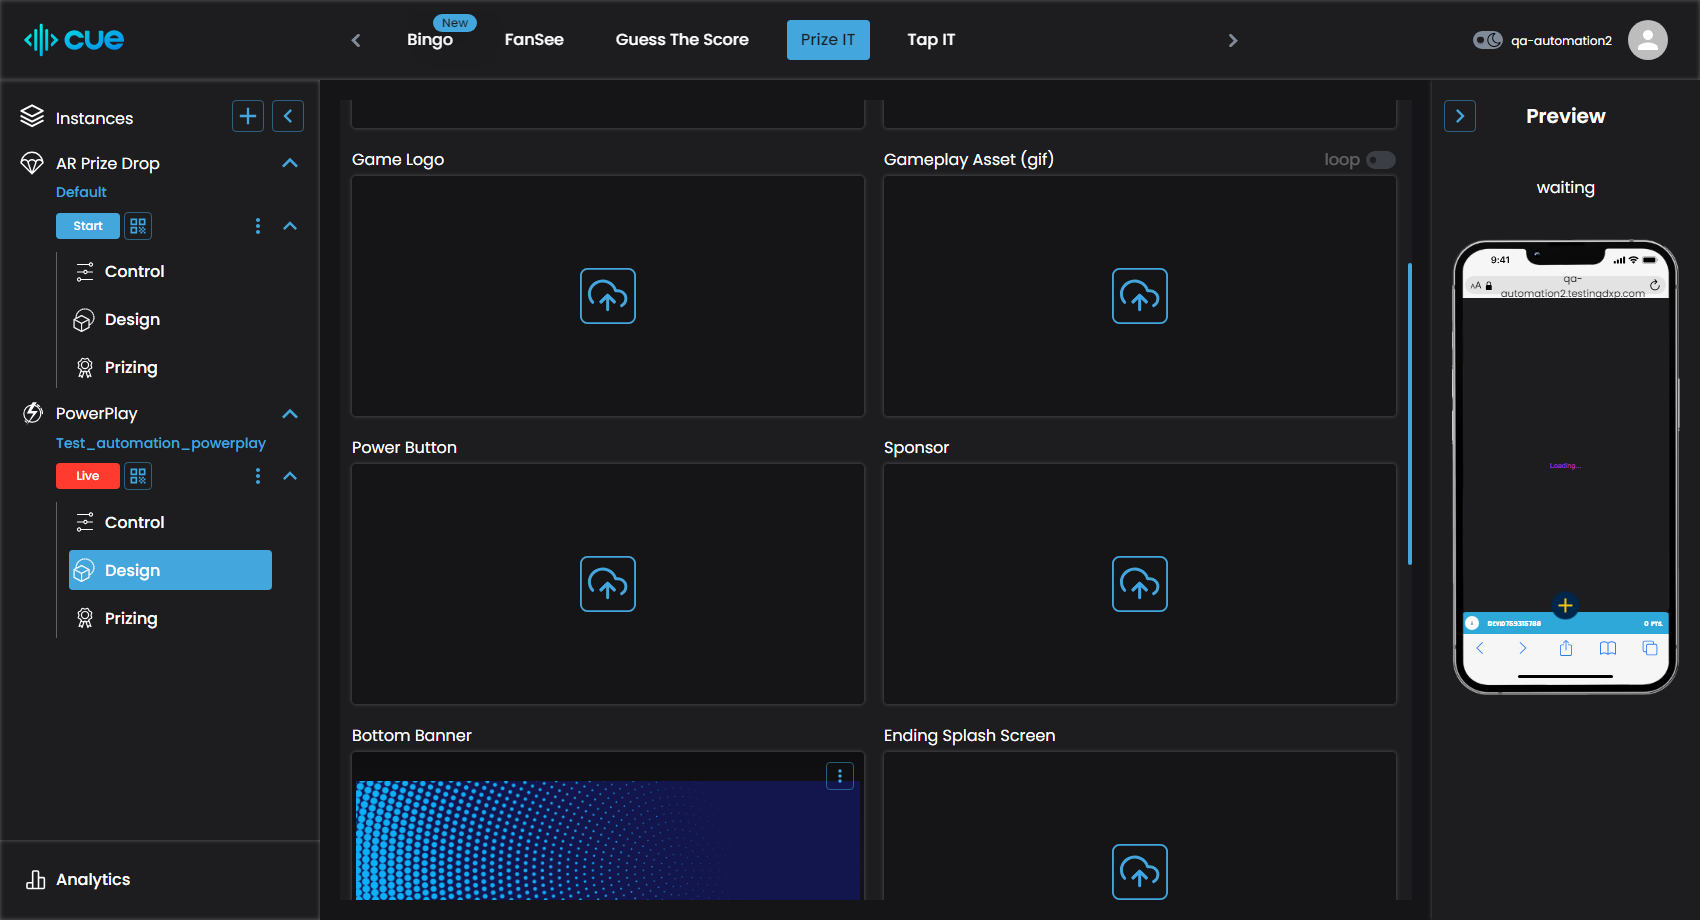 cue
New
Bingo
FanSee
Guess The Score
Prize IT
Tap IT
qa-automation2
Instances
AR Prize Drop
Default
Start
Control
Design
Prizing
PowerPlay
Test_automation_powerplay
Live
Control
Design
Prizing
Analytics
Game Logo
Gameplay Asset (gif)
loop
Power Button
Sponsor
Bottom Banner
Ending Splash Screen
Preview
waiting
9:41
AA
qa-
automation2.testingdxp.com
Loading...
0 PTS.